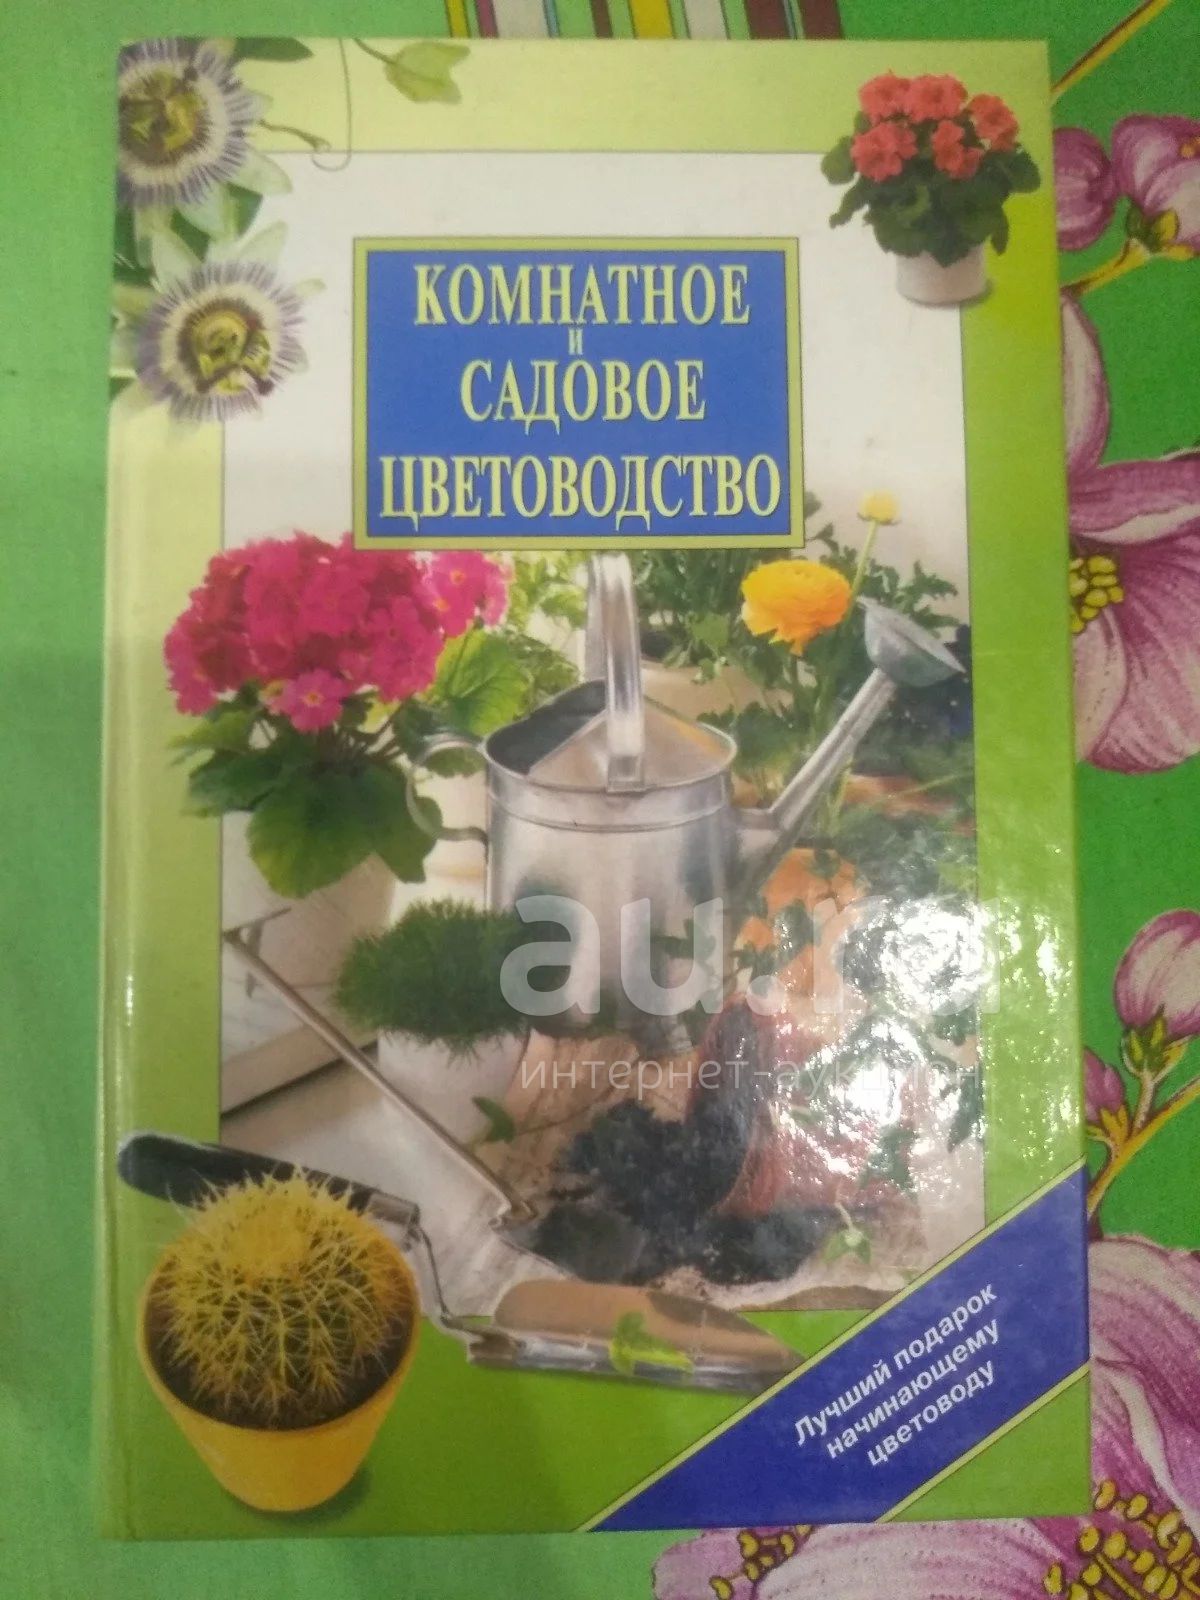 КОМНАТНОЕ
И
САДОВОЕ
ЦВЕТОВОДСТВО
au.ru
интернет-аукцион
Лучший подарок
начинающему
цветоводу